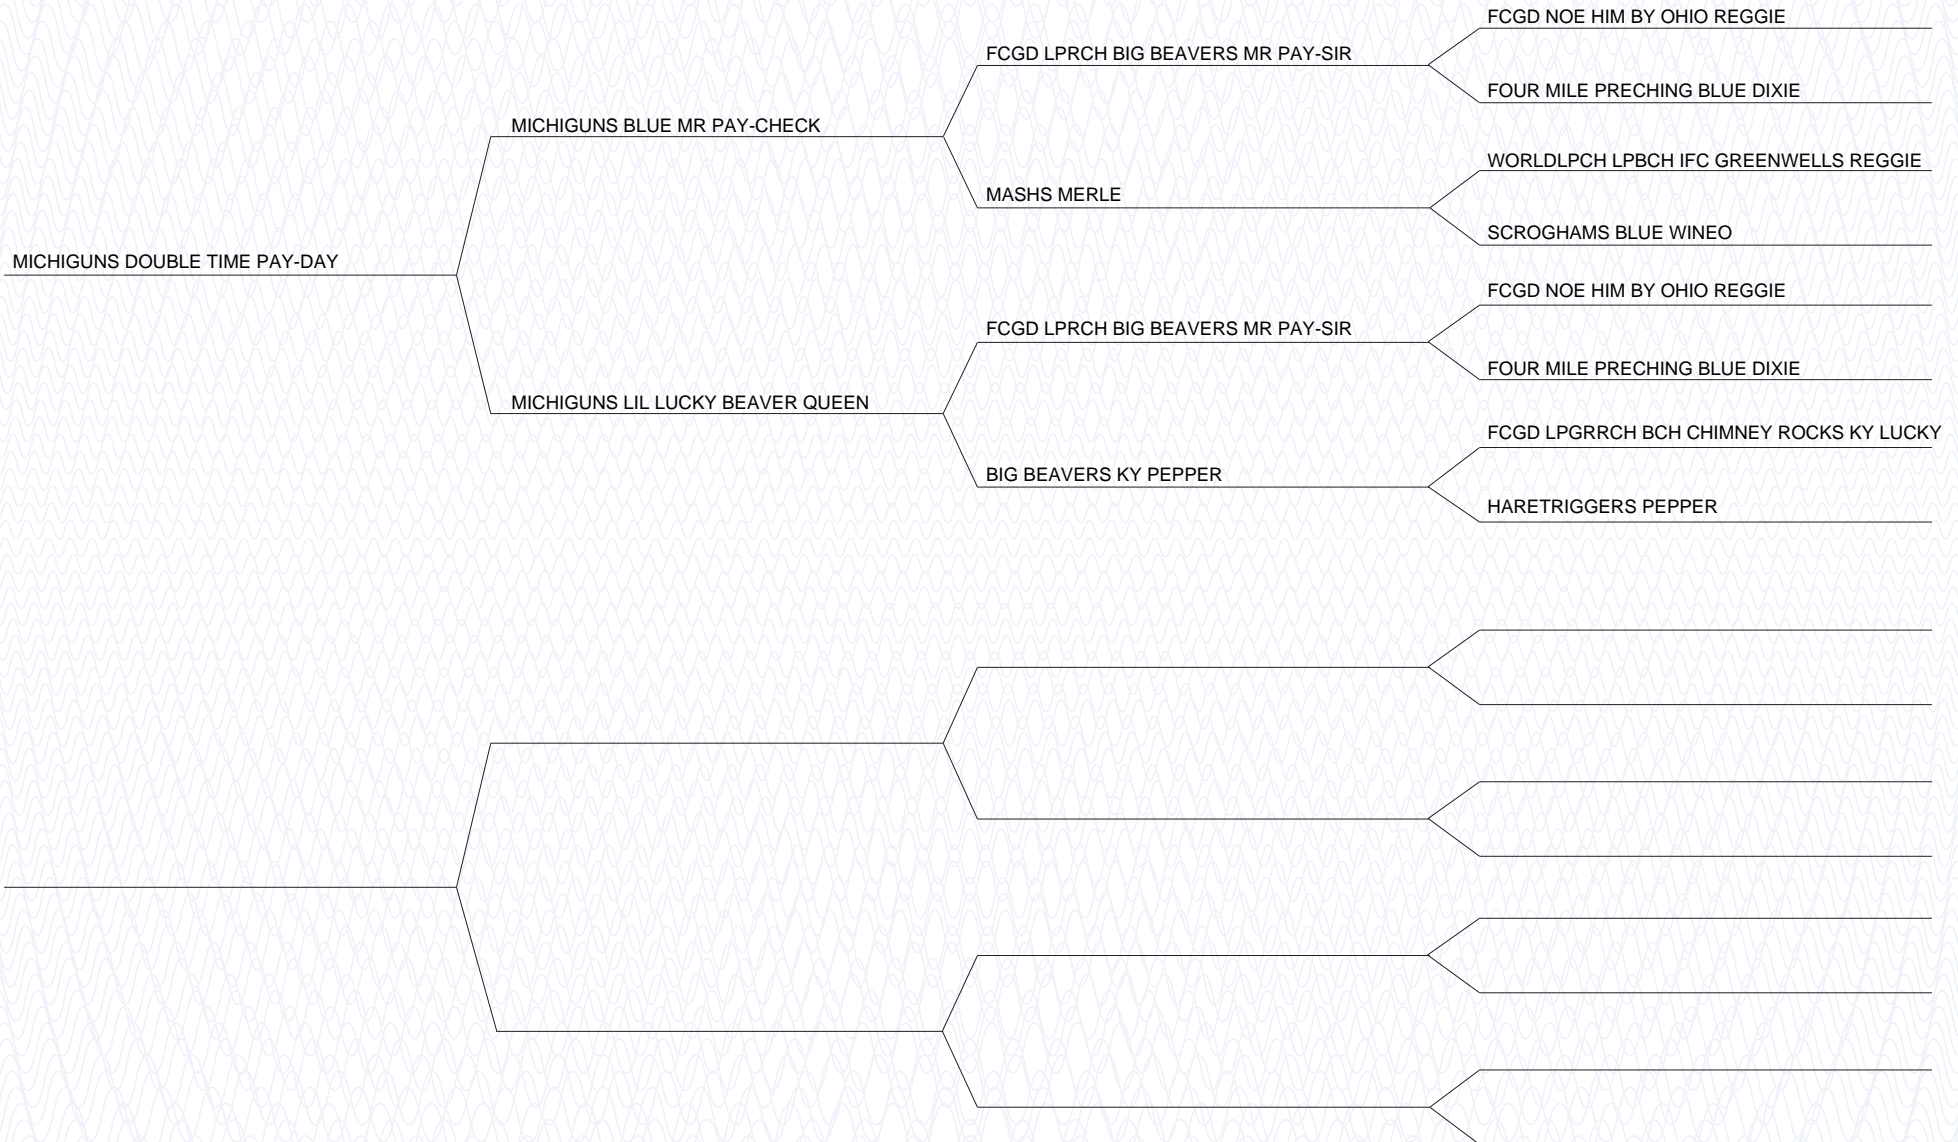 FCGD NOE HIM BY OHIO REGGIE
FCGD LPRCH BIG BEAVERS MR PAY-SIR
FOUR MILE PRECHING BLUE DIXIE
MICHIGUNS BLUE MR PAY-CHECK
WORLDLPCH LPBCH IFC GREENWELLS REGGIE
MASHS MERLE
SCROGHAMS BLUE WINEO
MICHIGUNS DOUBLE TIME PAY-DAY
FCGD NOE HIM BY OHIO REGGIE
FCGD LPRCH BIG BEAVERS MR PAY-SIR
FOUR MILE PRECHING BLUE DIXIE
MICHIGUNS LIL LUCKY BEAVER QUEEN
FCGD LPGRRCH BCH CHIMNEY ROCKS KY LUCKY
BIG BEAVERS KY PEPPER
HARETRIGGERS PEPPER